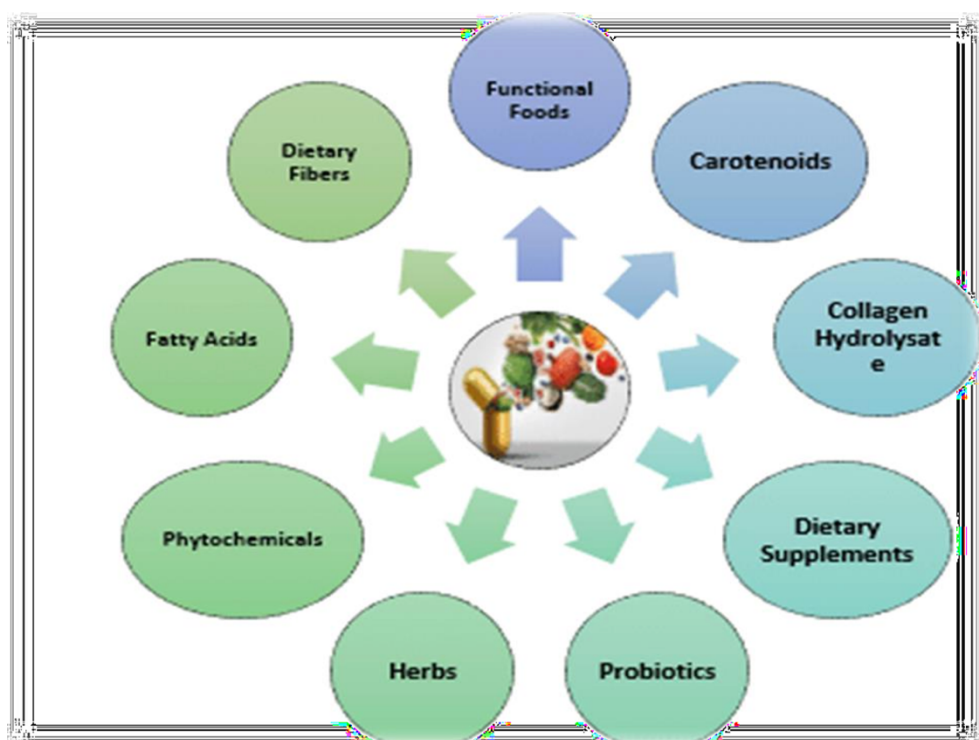 Functional
Foods
Carotenoids
Collagen
Hydrolysat
e
Dietary
Supplements
Probiotics
Herbs
Phytochemicals
Fatty Acids
Dietary
Fibers